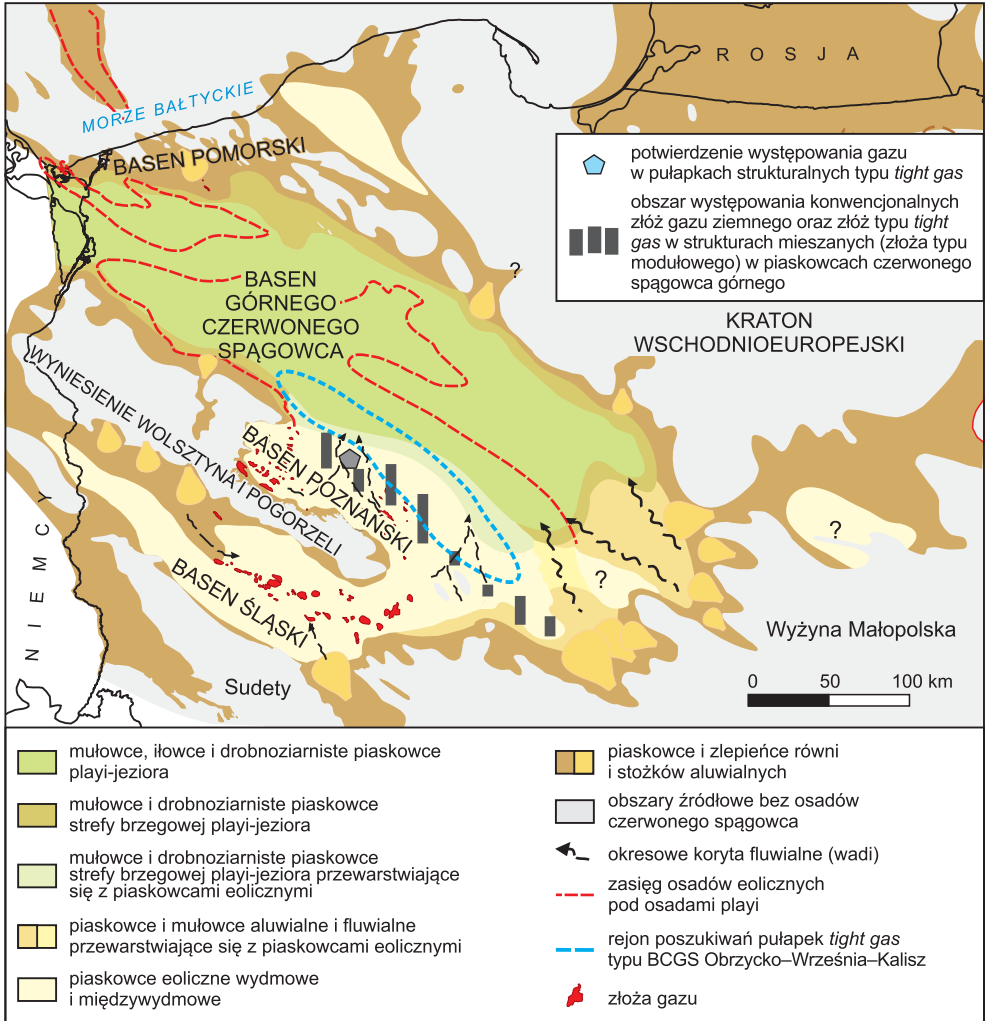 ROSJA
MORZE BAŁTYCKIE
BASEN POMORSKI
potwierdzenie występowania gazu
w pułapkach strukturalnych typu tight gas
obszar występowania konwencjonalnych
złóż gazu ziemnego oraz złóż typu tight
gas w strukturach mieszanych (złoża typu
modułowego) w piaskowcach czerwonego
spągowca górnego
?
BASEN
GÓRNEGO
CZERWONEGO
SPĄGOWCA
KRATON
WSCHODNIOEUROPEJSKI
WYNIESIENIE WOLSZTYNA I POGORZELI
BASEN POZNAŃSKI
NIEMCY
?
?
BASEN ŚLĄSKI
Wyżyna Małopolska
Sudety
0 50 100 km
mułowce, iłowce i drobnoziarniste piaskowce
playi-jeziora
mułowce i drobnoziarniste piaskowce
strefy brzegowej playi-jeziora
mułowce i drobnoziarniste piaskowce
strefy brzegowej playi-jeziora przewarstwiające
się z piaskowcami eolicznymi
piaskowce i mułowce aluwialne i fluwialne
przewarstwiające się z piaskowcami eolicznymi
piaskowce eoliczne wydmowe
i międzywydmowe
piaskowce i zlepieńce równi
i stożków aluwialnych
obszary źródłowe bez osadów
czerwonego spągowca
okresowe koryta fluwialne (wadi)
zasięg osadów eolicznych
pod osadami playi
rejon poszukiwań pułapek tight gas
typu BCGS Obrzycko–Września–Kalisz
złoża gazu